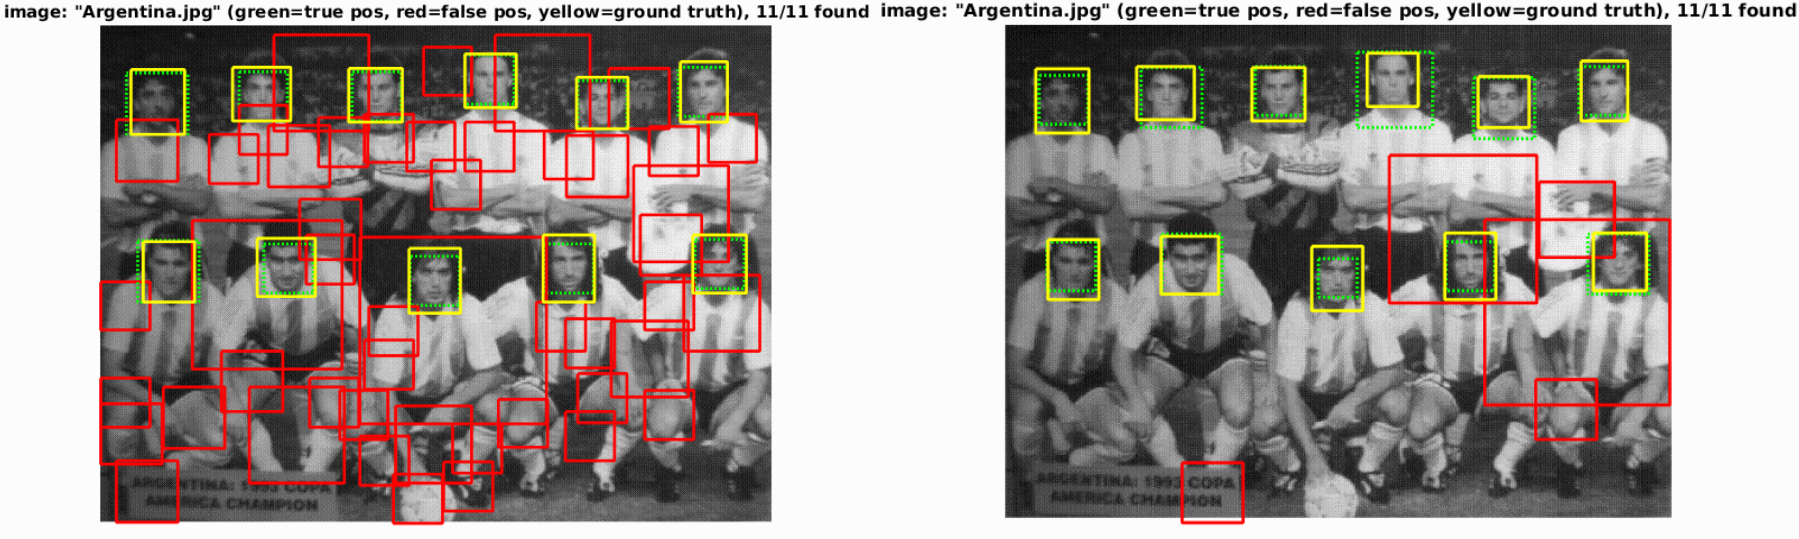 image: "Argentina.jpg" (green=true pos, red=false pos, yellow=ground truth), 11/11 found
image: "Argentina.jpg" (green=true pos, red=false pos, yellow=ground truth), 11/11 found
ARGENTINA: 1993 COPA
AMERICA CHAMPION
ARGENTINA: 1993 COPA
AMERICA CHAMPION